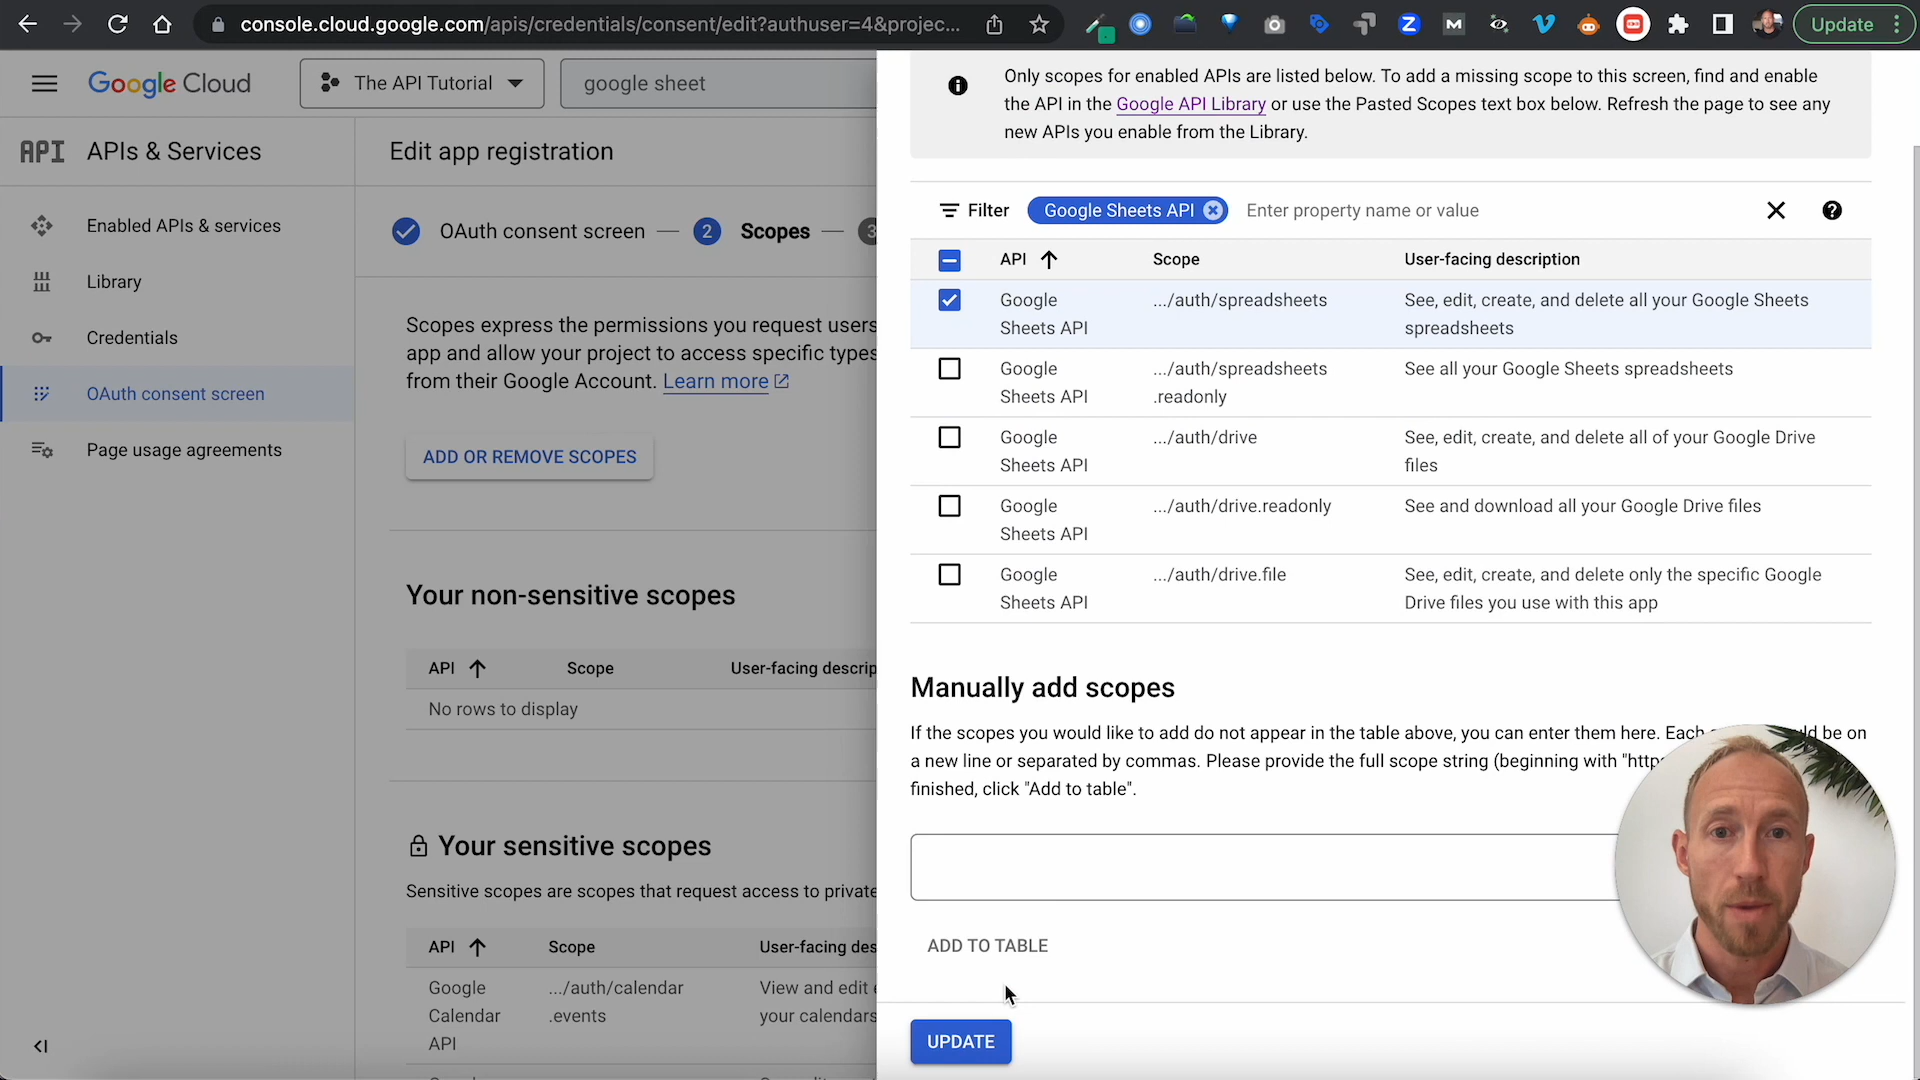 console.cloud.google.com/apis/credentials/consent/edit?authuser=4&projec...
Update
Google Cloud
The API Tutorial
google sheet
API APIs & Services
Enabled APIs & services
Library
Credentials
OAuth consent screen
Page usage agreements
Edit app registration
OAuth consent screen
2 Scopes
3
Scopes express the permissions you request users
app and allow your project to access specific types
from their Google Account. Learn more
ADD OR REMOVE SCOPES
Your non-sensitive scopes
API Scope User-facing descrip
No rows to display
Your sensitive scopes
Sensitive scopes are scopes that request access to private
API Scope User-facing des
Google .../auth/calendar View and edit e
Calendar .events your calendars
API
Only scopes for enabled APIs are listed below. To add a missing scope to this screen, find and enable
the API in the Google API Library or use the Pasted Scopes text box below. Refresh the page to see any
new APIs you enable from the Library.
Filter Google Sheets API Enter property name or value
API Scope User-facing description
Google .../auth/spreadsheets See, edit, create, and delete all your Google Sheets
Sheets API spreadsheets
Google .../auth/spreadsheets See all your Google Sheets spreadsheets
Sheets API .readonly
Google .../auth/drive See, edit, create, and delete all of your Google Drive
Sheets API files
Google .../auth/drive.readonly See and download all your Google Drive files
Sheets API
Google .../auth/drive.file See, edit, create, and delete only the specific Google
Sheets API Drive files you use with this app
Manually add scopes
If the scopes you would like to add do not appear in the table above, you can enter them here. Each be on
a new line or separated by commas. Please provide the full scope string (beginning with "http
finished, click "Add to table".
ADD TO TABLE
UPDATE